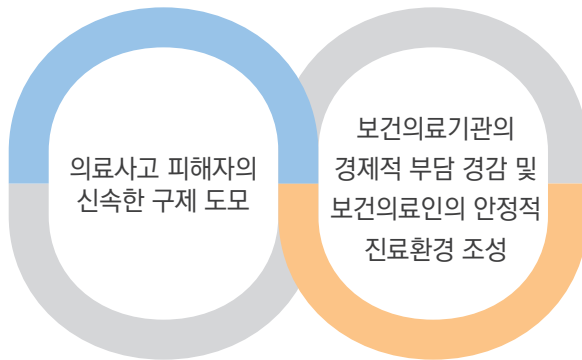 의료사고 피해자의
신속한 구제 도모
보건의료기관의
경제적 부담 경감 및
보건의료인의 안정적
진료환경 조성